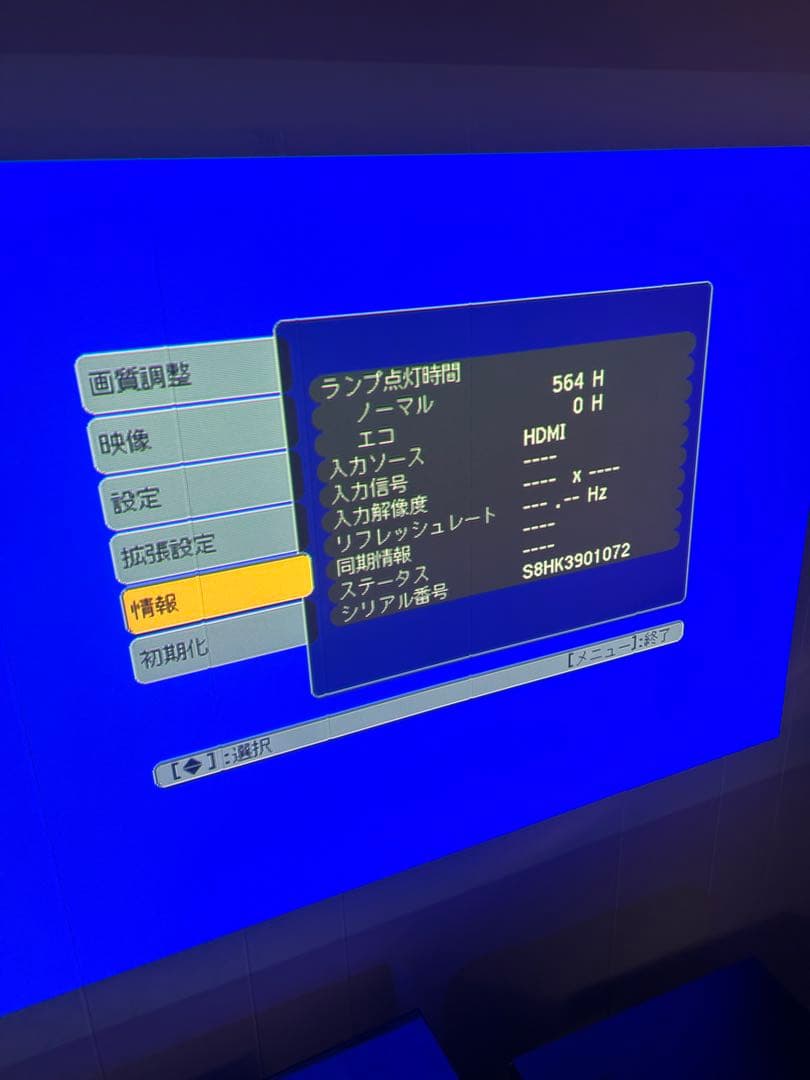 画質調整
映像
設定
拡張設定
情報
初期化
ランプ点灯時間
ノーマル 564 H
エコ 0 H
入力ソース HDMI
入力信号 ----
入力解像度 ---- x ----
リフレッシュレート ---.-- Hz
同期情報 ----
ステータス ----
シリアル番号 S8HK3901072
[◆]:選択
[メニュー]:終了